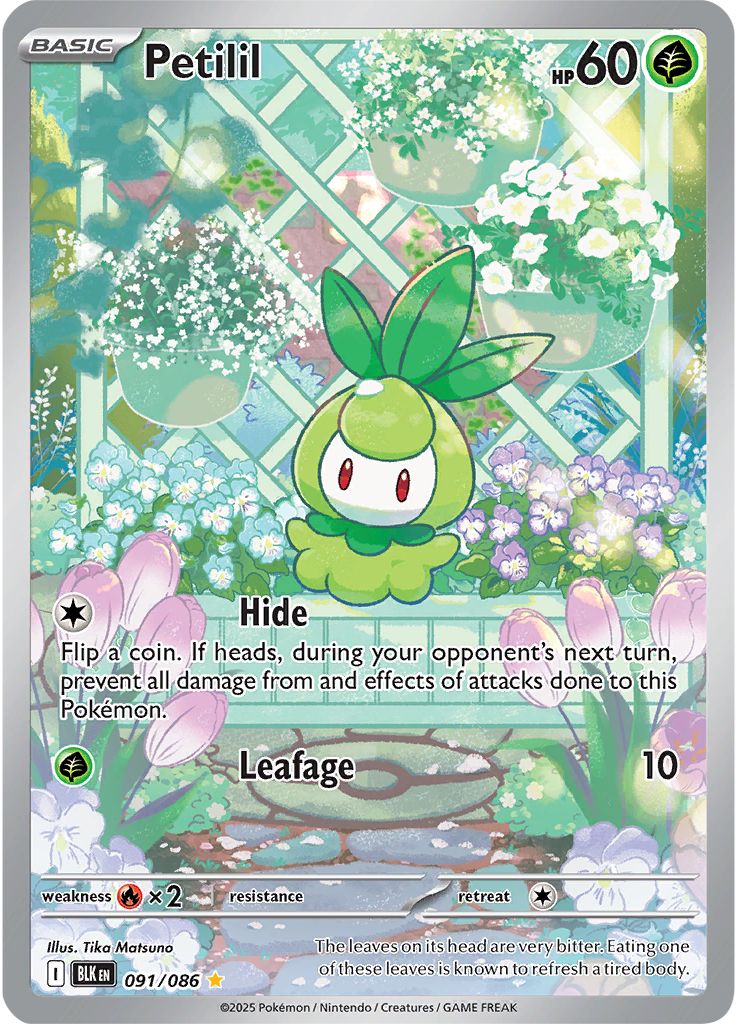 BASIC
Petilil
HP 60
Hide
Flip a coin. If heads, during your opponent's next turn,
prevent all damage from and effects of attacks done to this
Pokémon.
Leafage 10
weakness ×2 resistance retreat
Illus. Tika Matsuno
The leaves on its head are very bitter. Eating one
of these leaves is known to refresh a tired body.
I BLK EN 091/086
©2025 Pokémon / Nintendo / Creatures / GAME FREAK